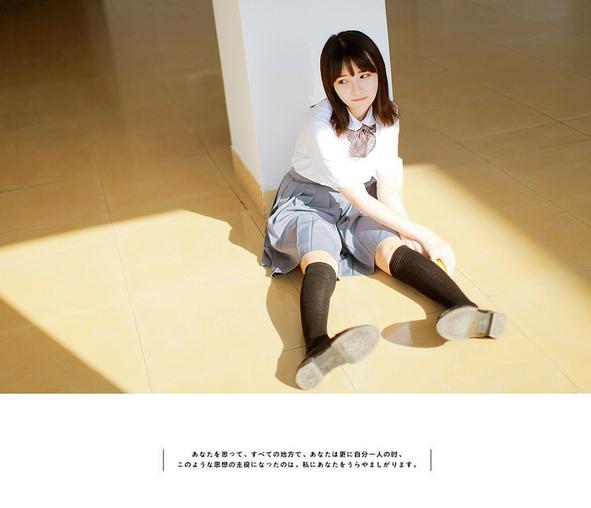 あなたを思って、すべての地方で、あなたは更に自分一人の时、
このような思想の主役になったのは、私にあなたをうらやましがります。